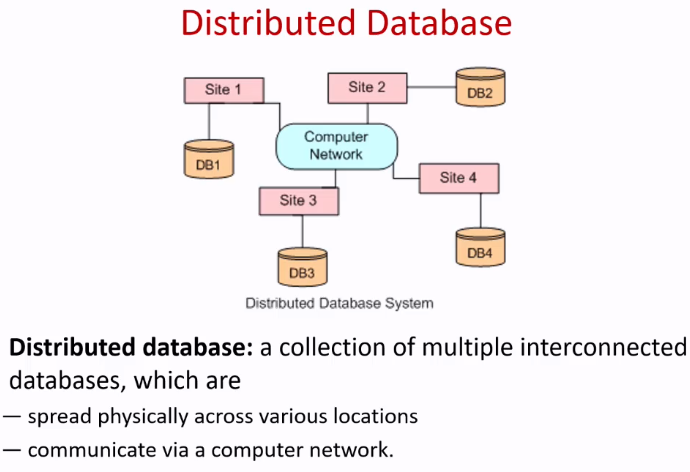 Distributed Database
Site 1
Site 2
DB2
Computer
Network
DB1
Site 4
Site 3
DB4
DB3
Distributed Database System
Distributed database: a collection of multiple interconnected
databases, which are
— spread physically across various locations
— communicate via a computer network.